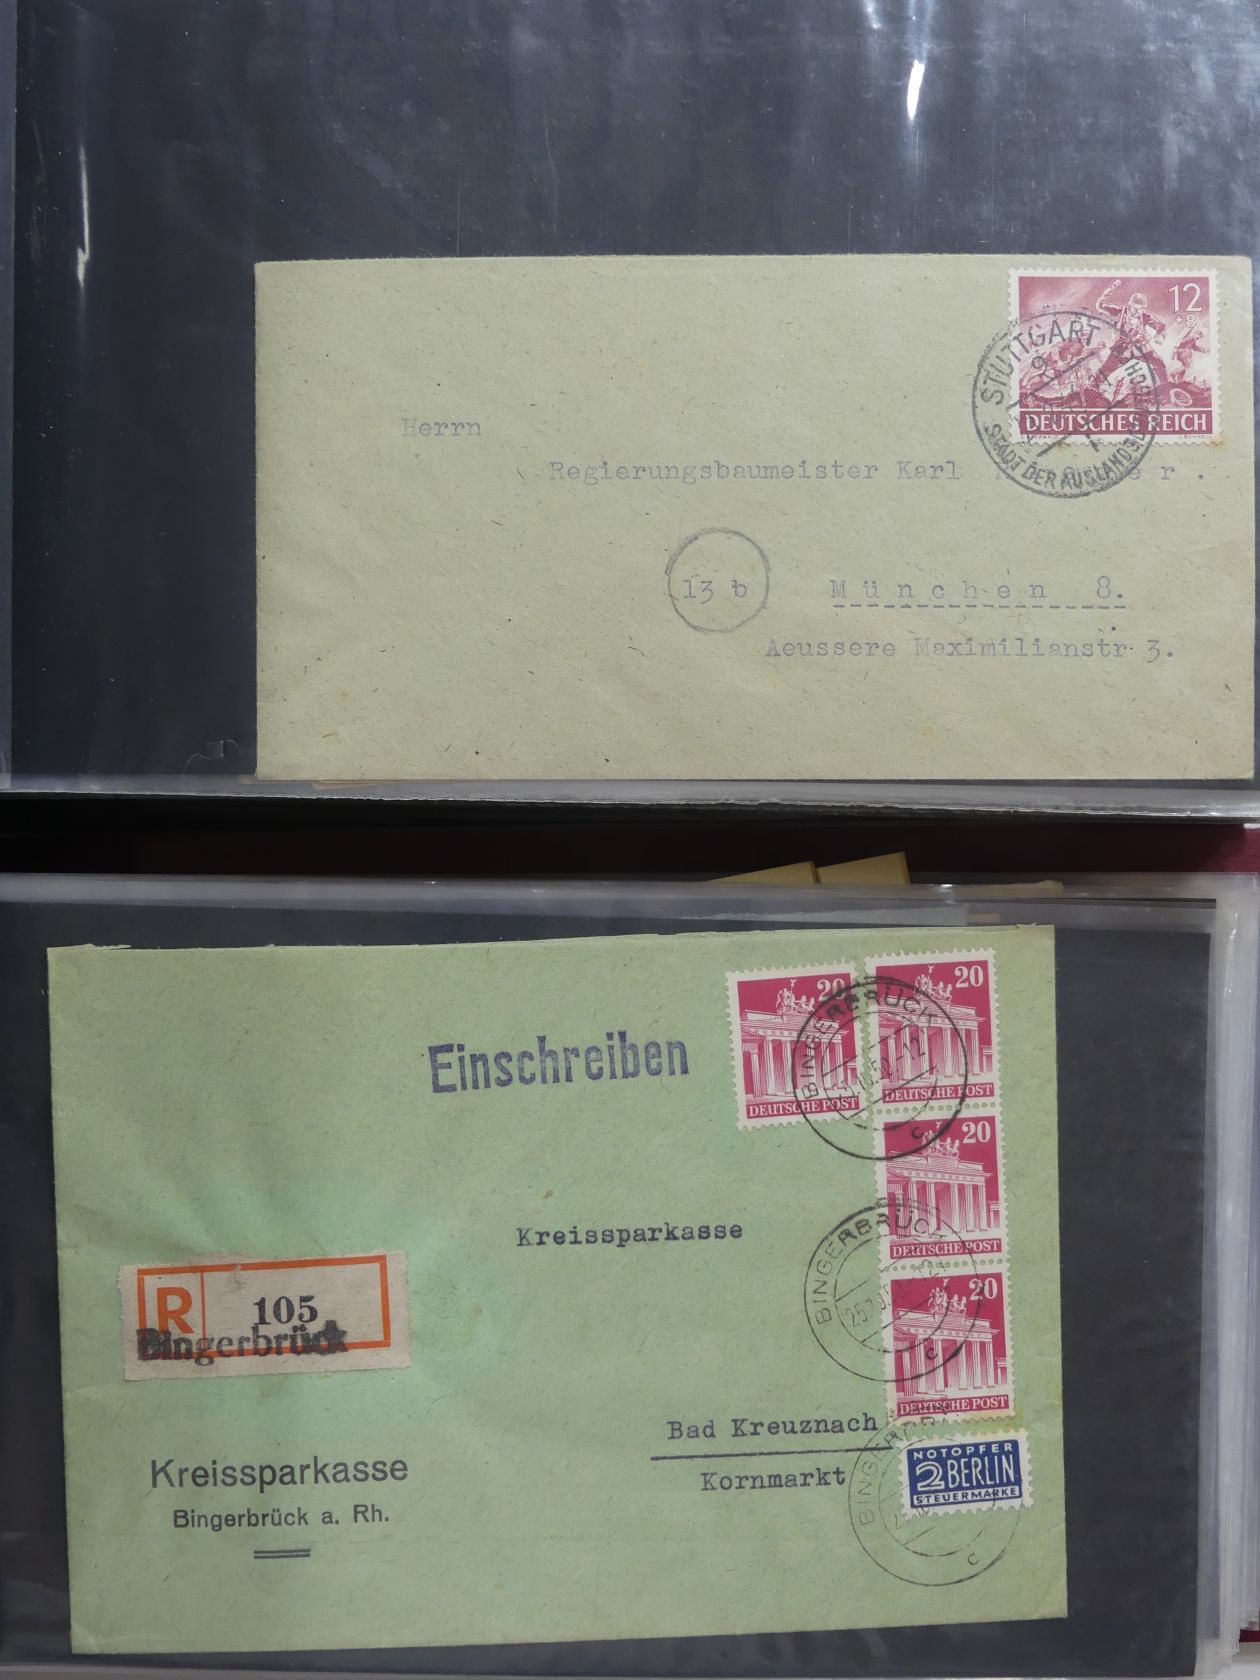 12
+8
DEUTSCHES REICH
STUTTGART
STADT DER AUSLANDS
Herrn
Regierungsbaumeister Karl
13 b
München 8.
Aeussere Maximilianstr. 3.
20
DEUTSCHE POST
20
DEUTSCHE POST
BINGERBRÜCK
c
Einschreiben
20
DEUTSCHE POST
Kreissparkasse
BINGERBRÜCK
c
R 105
Bingerbrück
20
DEUTSCHE POST
Bad Kreuznach
Kornmarkt
NOTOPFER
2 BERLIN
STEUERMARKE
c
Kreissparkasse
Bingerbrück a. Rh.